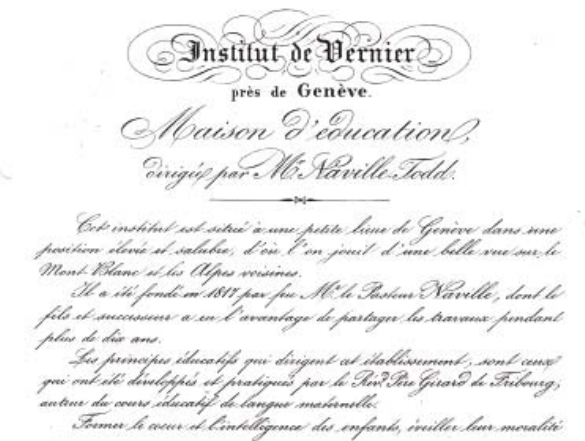 Institut de Vernier
près de Genève.
Maison d'éducation,
dirigée par Mr. Naville-Todd.
Cet institut est situé à une petite lieue de Genève dans une
position élevée et salubre, d'où l'on jouit d'une belle vue sur le
Mont-Blanc et les Alpes voisines.
Il a été fondé en 1817 par feu Mr. le Pasteur Naville, dont le
fils et successeur a eu l'avantage de partager les travaux pendant
plus de dix ans.
Les principes éducatifs qui dirigent cet établissement, sont ceux
qui ont été développés et pratiqués par le Révd. Père Girard de Fribourg,
auteur du cours éducatif de langue maternelle.
Former le cœur et l'intelligence des enfants, éveiller leur moralité